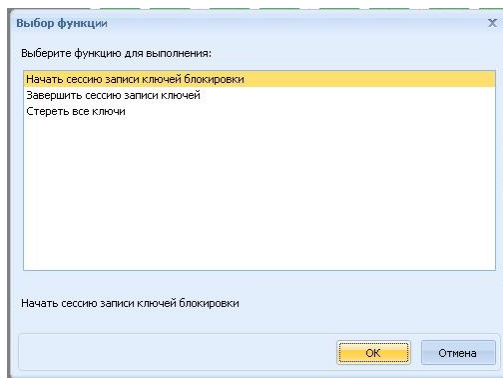 Выбор функции
Выберите функцию для выполнения:
Начать сессию записи ключей блокировки
Завершить сессию записи ключей
Стереть все ключи
Начать сессию записи ключей блокировки
ОК
Отмена